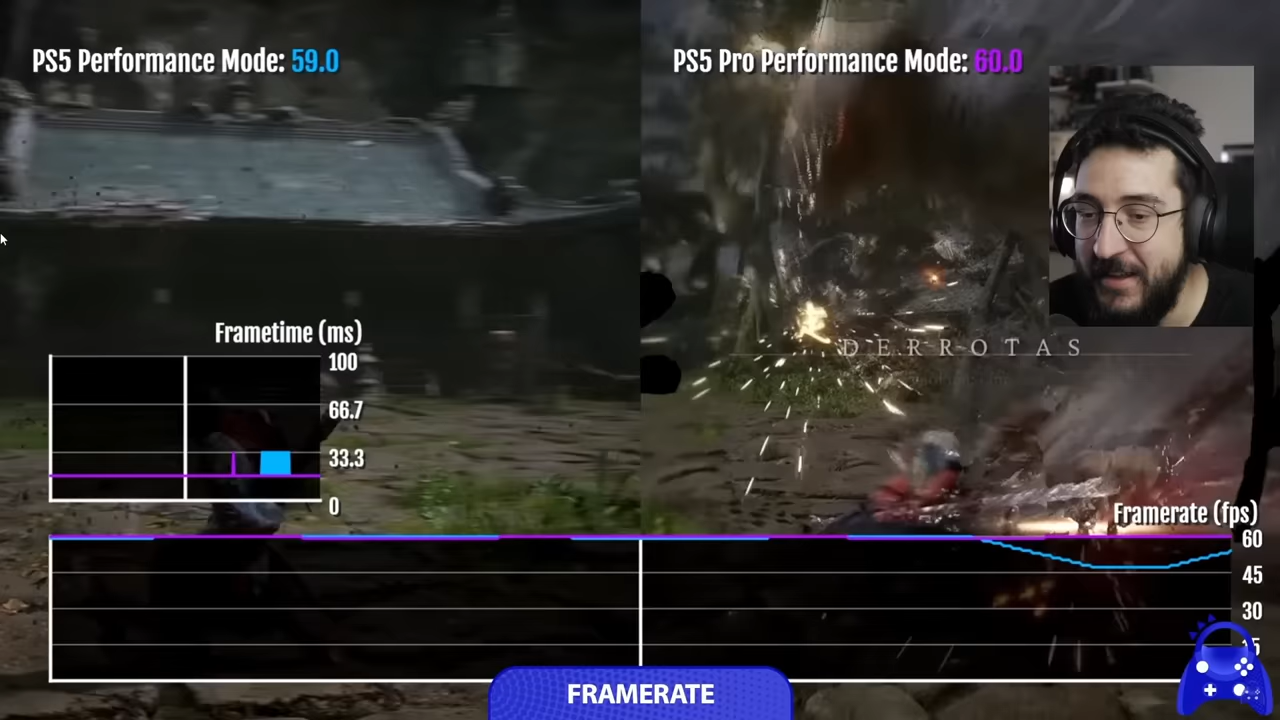 PS5 Performance Mode: 59.0
PS5 Pro Performance Mode: 60.0
DERROTAS
Frametime (ms)
100
66.7
33.3
0
Framerate (fps)
60
45
30
FRAMERATE